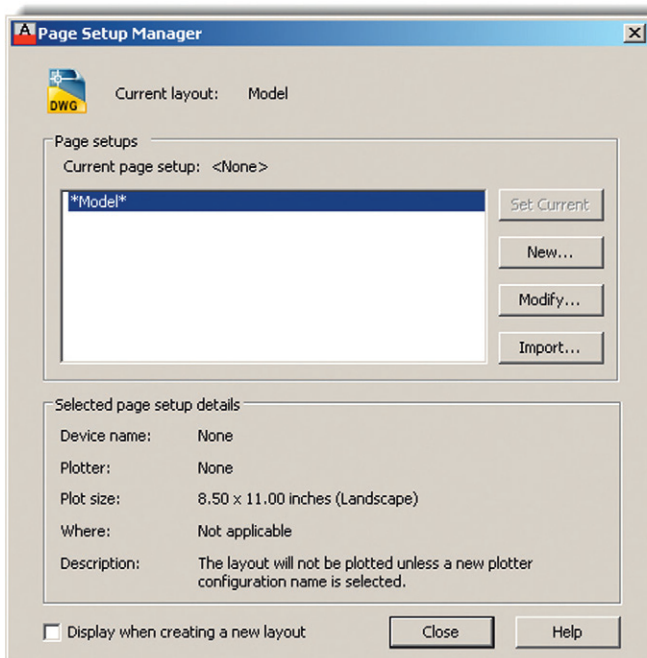 A Page Setup Manager
DWG
Current layout: Model
Page setups
Current page setup: <None>
*Model*
Set Current
New...
Modify...
Import...
Selected page setup details
Device name: None
Plotter: None
Plot size: 8.50 x 11.00 inches (Landscape)
Where: Not applicable
Description: The layout will not be plotted unless a new plotter
configuration name is selected.
Display when creating a new layout
Close
Help